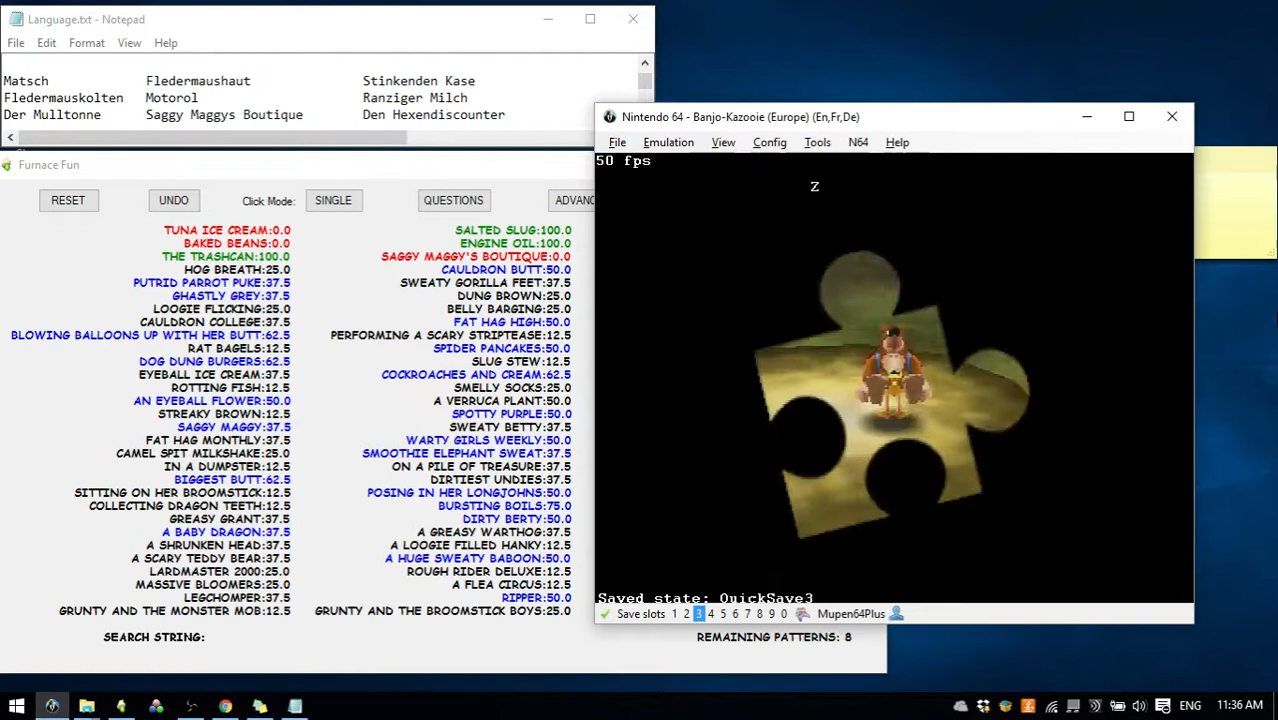 Language.txt - Notepad
File Edit Format View Help
Matsch Fledermaushaut Stinkenden Kase
Fledermauskolten Motorol Ranziger Milch
Der Mulltonne Saggy Maggys Boutique Den Hexendiscounter
Furnace Fun
RESET UNDO Click Mode: SINGLE QUESTIONS ADVANC
TUNA ICE CREAM:0.0 SALTED SLUG:100.0
BAKED BEANS:0.0 ENGINE OIL:100.0
THE TRASHCAN:100.0 SAGGY MAGGY'S BOUTIQUE:0.0
HOG BREATH:25.0 CAULDRON BUTT:50.0
PUTRID PARROT PUKE:37.5 SWEATY GORILLA FEET:37.5
GHASTLY GREY:37.5 DUNG BROWN:25.0
LOOGIE FLICKING:25.0 BELLY BARGING:25.0
CAULDRON COLLEGE:37.5 FAT HAG HIGH:50.0
BLOWING BALLOONS UP WITH HER BUTT:62.5 PERFORMING A SCARY STRIPTEASE:12.5
RAT BAGELS:12.5 SPIDER PANCAKES:50.0
DOG DUNG BURGERS:62.5 SLUG STEW:12.5
EYEBALL ICE CREAM:37.5 COCKROACHES AND CREAM:62.5
ROTTING FISH:12.5 SMELLY SOCKS:25.0
AN EYEBALL FLOWER:50.0 A VERRUCA PLANT:50.0
STREAKY BROWN:12.5 SPOTTY PURPLE:50.0
SAGGY MAGGY:37.5 SWEATY BETTY:37.5
FAT HAG MONTHLY:37.5 WARTY GIRLS WEEKLY:50.0
CAMEL SPIT MILKSHAKE:25.0 SMOOTHIE ELEPHANT SWEAT:37.5
IN A DUMPSTER:12.5 ON A PILE OF TREASURE:37.5
BIGGEST BUTT:62.5 DIRTIEST UNDIES:37.5
SITTING ON HER BROOMSTICK:12.5 POSING IN HER LONGJOHNS:50.0
COLLECTING DRAGON TEETH:12.5 BURSTING BOILS:75.0
GREASY GRANT:37.5 DIRTY BERTY:50.0
A BABY DRAGON:37.5 A GREASY WARTHOG:37.5
A SHRUNKEN HEAD:37.5 A LOOGIE FILLED HANKY:12.5
A SCARY TEDDY BEAR:37.5 A HUGE SWEATY BABOON:50.0
LARDMASTER 2000:25.0 ROUGH RIDER DELUXE:12.5
MASSIVE BLOOMERS:25.0 A FLEA CIRCUS:12.5
LEGCHOMPER:37.5 RIPPER:50.0
GRUNTY AND THE MONSTER MOB:12.5 GRUNTY AND THE BROOMSTICK BOYS:25.0
SEARCH STRING: REMAINING PATTERNS: 8
Nintendo 64 - Banjo-Kazooie (Europe) (En,Fr,De)
File Emulation View Config Tools N64 Help
50 fps
Z
Saved state: QuickSave3
Save slots 1 2 3 4 5 6 7 8 9 0 Mupen64Plus
ENG 11:36 AM